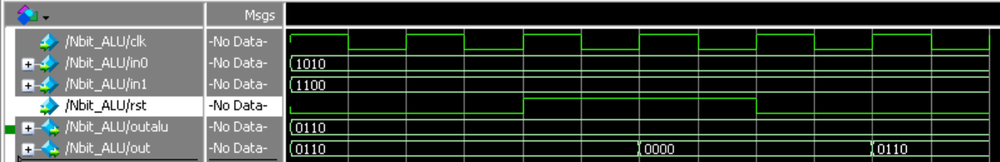 Msgs
/Nbit_ALU/clk -No Data-
/Nbit_ALU/in0 -No Data- 1010
/Nbit_ALU/in1 -No Data- 1100
/Nbit_ALU/rst -No Data-
/Nbit_ALU/outalu -No Data- 0110
/Nbit_ALU/out -No Data- 0110 0000 0110